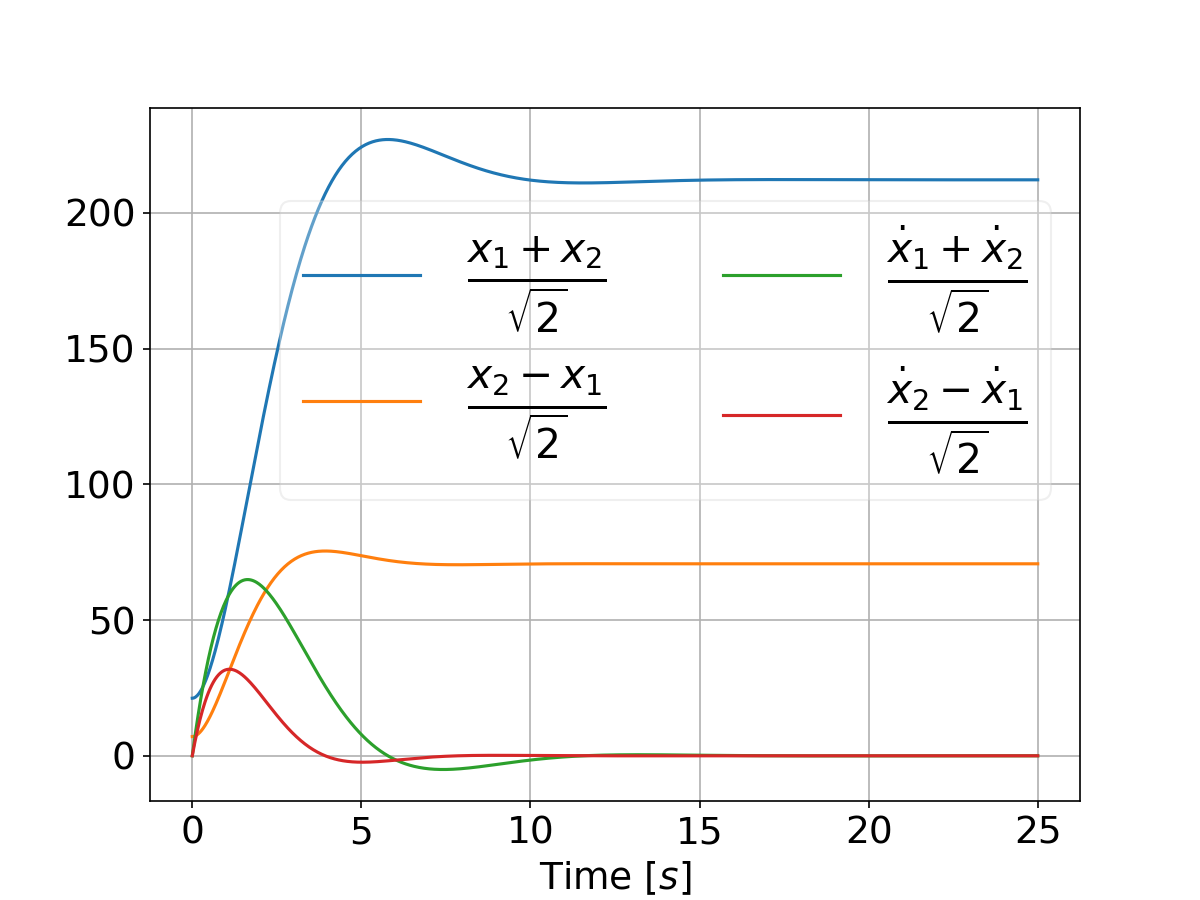 200
150
100
50
0
x₁ + x₂ / √2
ẋ₁ + ẋ₂ / √2
x₂ − x₁ / √2
ẋ₂ − ẋ₁ / √2
0 5 10 15 20 25
Time [s]